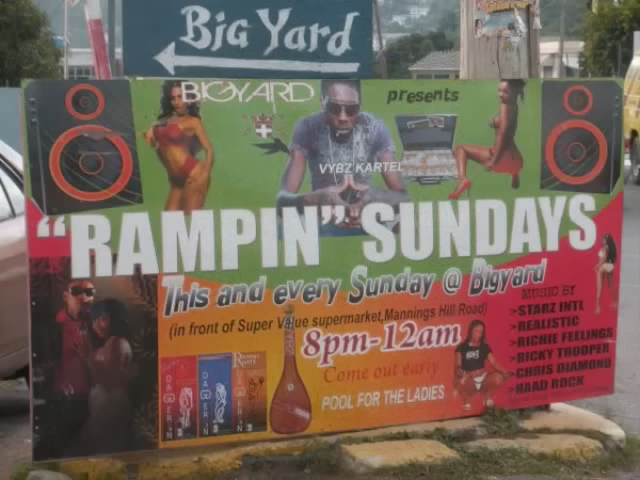 Big Yard
BIGYARD presents
VYBZ KARTEL
"RAMPIN" SUNDAYS
This and every Sunday @ Bigyard
(in front of Super Value supermarket,Mannings Hill Road)
8pm-12am
Come out early
POOL FOR THE LADIES
MUSIC BY
>STARZ INTL
>REALISTIC
>RICHIE FEELINGS
>RICKY TROOPER
>CHRIS DIAMOND
>HARD ROCK